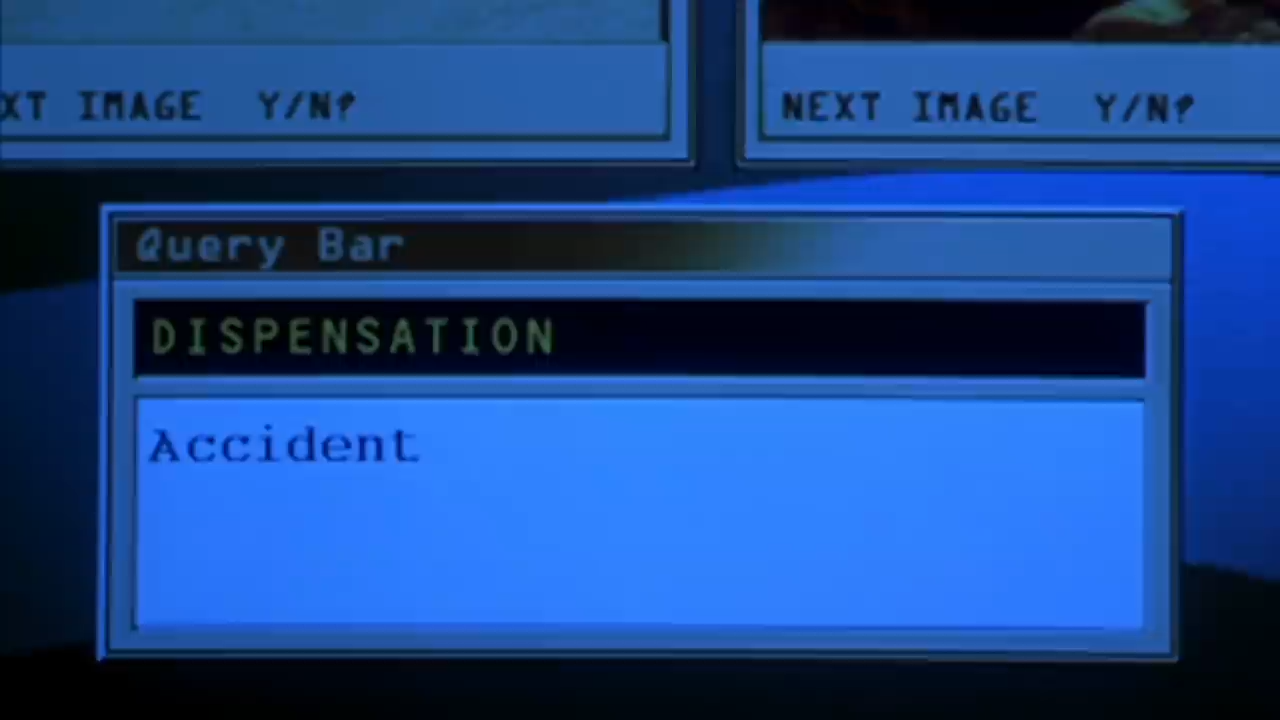 XT IMAGE Y/N?
NEXT IMAGE Y/N?
Query Bar
DISPENSATION
Accident